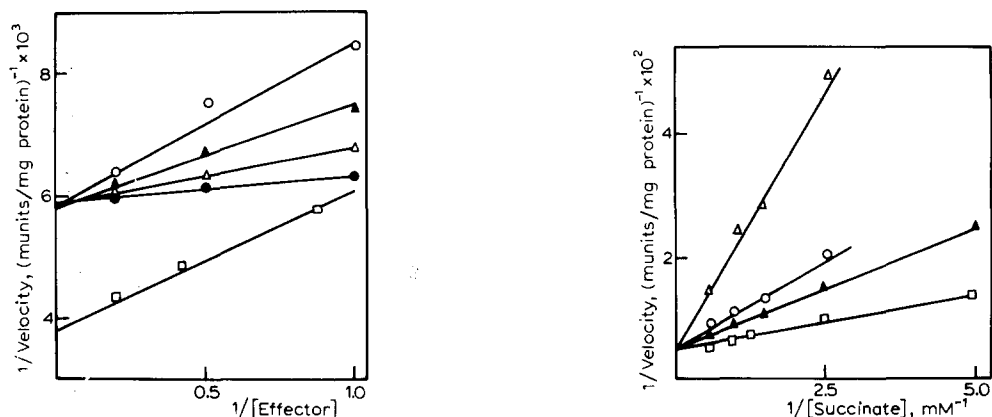 1/Velocity, (munits/mg protein)⁻¹ ×10³
8
6
4
0.5
1.0
1/[Effector]
1/Velocity, (munits/mg protein)⁻¹ ×10²
4
2
2.5
5.0
1/[Succinate], mM⁻¹